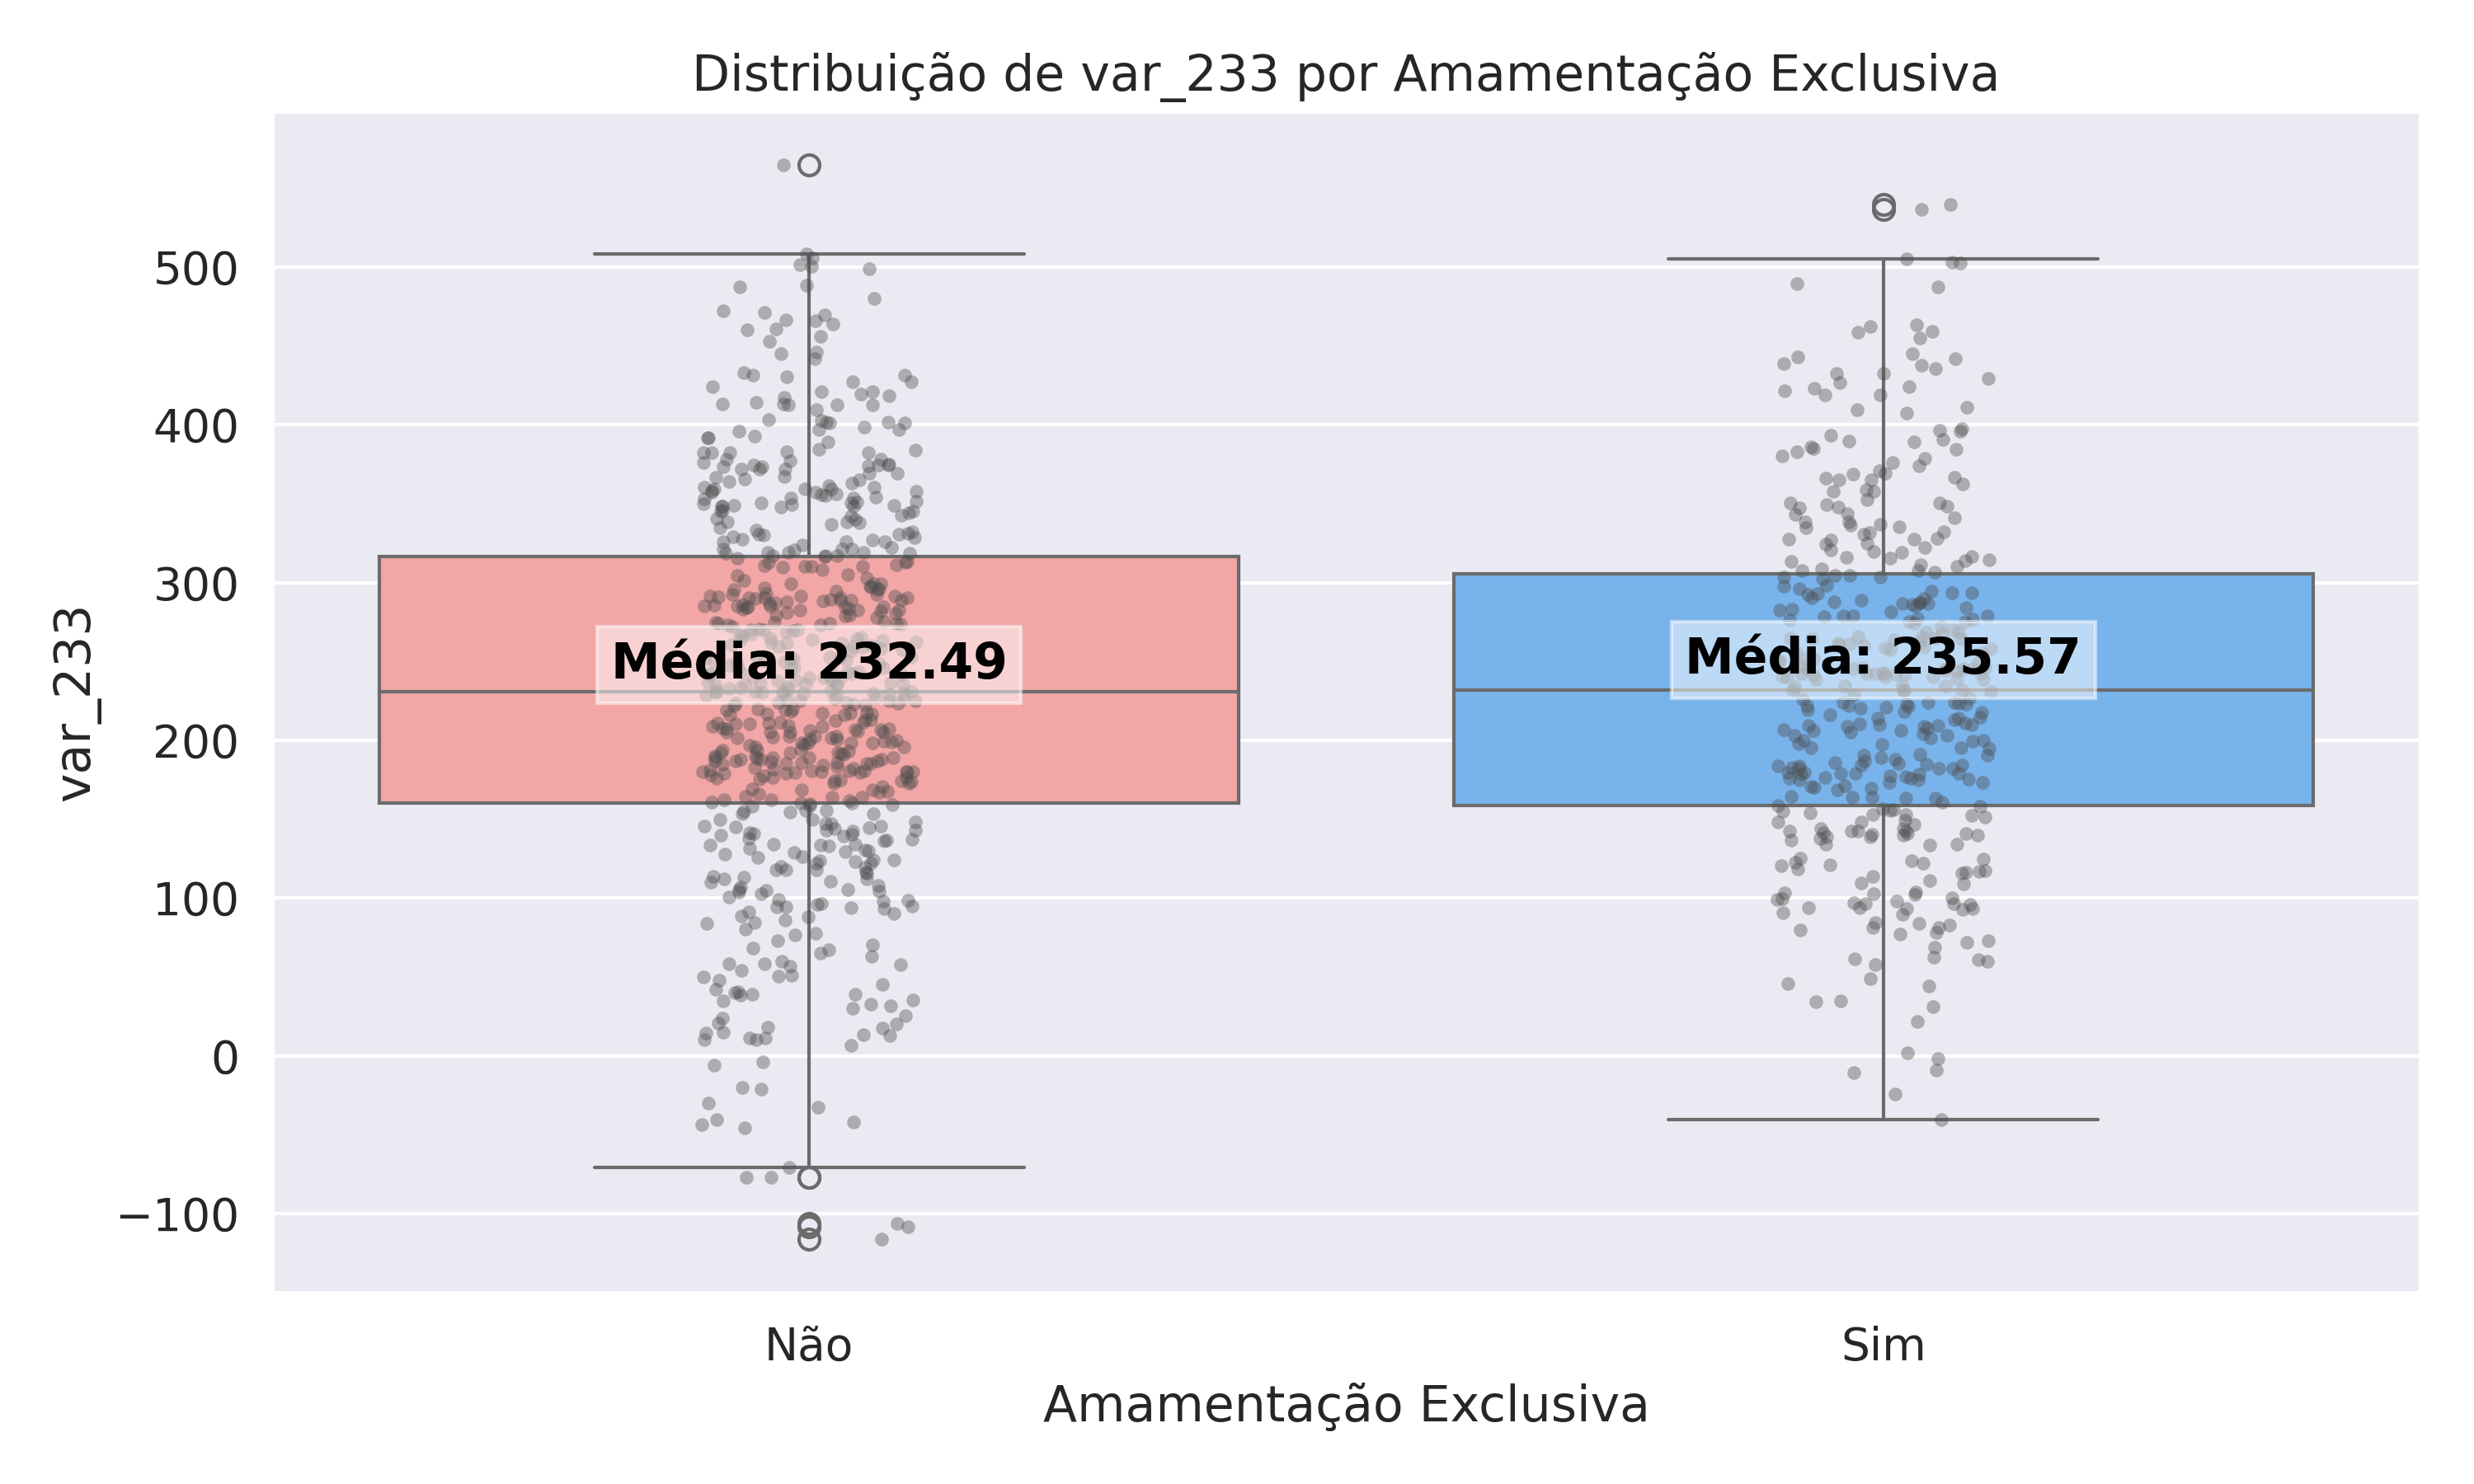 Distribuição de var_233 por Amamentação Exclusiva
var_233
500
400
300
200
100
0
−100
Média: 232.49
Média: 235.57
Não
Sim
Amamentação Exclusiva